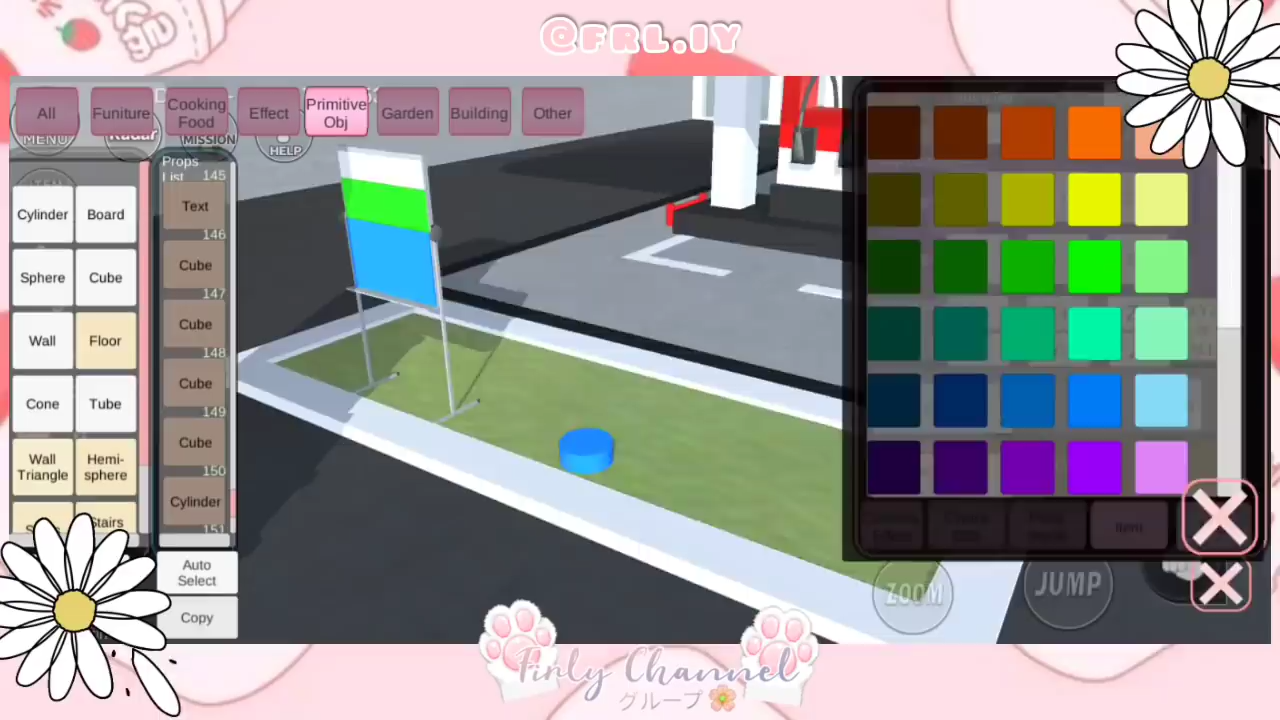 @FRL.IY
All
Funiture
Cooking Food
Effect
Primitive Obj
Garden
Building
Other
MENU
Radar
MISSION
HELP
Props List
145
Text
146
Cube
147
Cube
148
Cube
149
Cube
150
Cylinder
151
Cylinder
Board
Sphere
Cube
Wall
Floor
Cone
Tube
Wall Triangle
Hemi-sphere
Stairs
Auto Select
Copy
Item
ZOOM
JUMP
Finly Channel
グループ